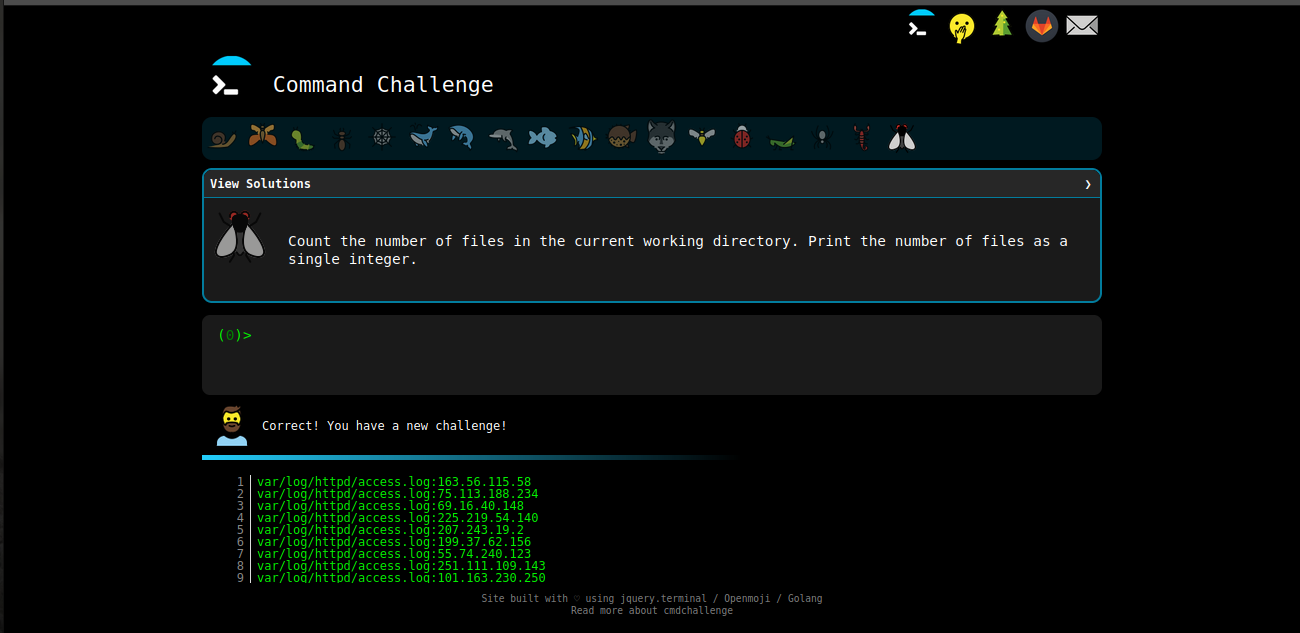 Command Challenge
View Solutions ❯
Count the number of files in the current working directory. Print the number of files as a
single integer.
(0)>
Correct! You have a new challenge!
1 var/log/httpd/access.log:163.56.115.58
2 var/log/httpd/access.log:75.113.188.234
3 var/log/httpd/access.log:69.16.40.148
4 var/log/httpd/access.log:225.219.54.140
5 var/log/httpd/access.log:207.243.19.2
6 var/log/httpd/access.log:199.37.62.156
7 var/log/httpd/access.log:55.74.240.123
8 var/log/httpd/access.log:251.111.109.143
9 var/log/httpd/access.log:101.163.230.250
Site built with ♡ using jquery.terminal / Openmoji / Golang
Read more about cmdchallenge